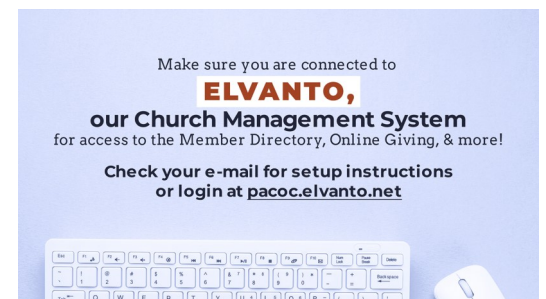 Make sure you are connected to
ELVANTO,
our Church Management System
for access to the Member Directory, Online Giving, & more!
Check your e-mail for setup instructions
or login at pacoc.elvanto.net